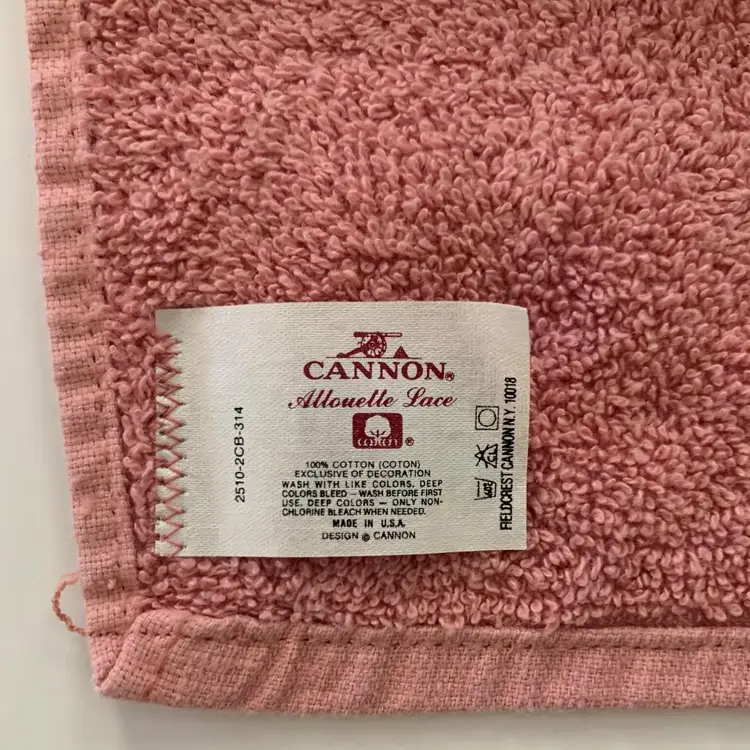 CANNON®
Allouette Lace
COTTON ®
100% COTTON (COTON)
EXCLUSIVE OF DECORATION
WASH WITH LIKE COLORS. DEEP
COLORS BLEED — WASH BEFORE FIRST
USE. DEEP COLORS — ONLY NON-
CHLORINE BLEACH WHEN NEEDED.
MADE IN U.S.A.
DESIGN © CANNON
2510-2CB-314
FIELDCREST CANNON N.Y. 10018